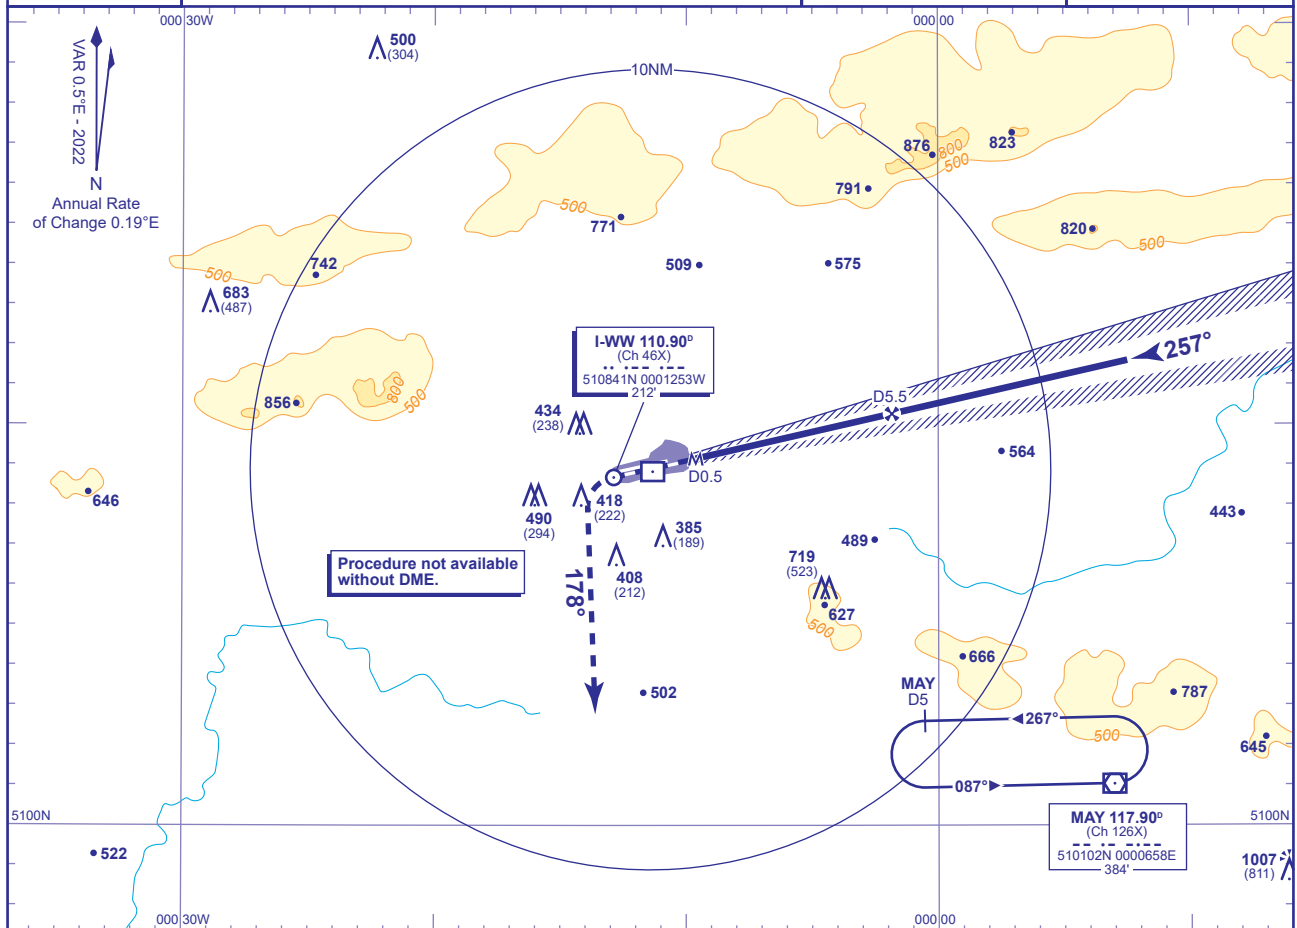 000 30W
000 00
VAR 0.5°E - 2022
N
Annual Rate
of Change 0.19°E
500
(304)
10NM
876
800
500
823
791
500
771
820
500
742
500
683
(487)
509
575
257°
I-WW 110.90ᴰ
(Ch 46X)
·· ·-- ·--
510841N 0001253W
212'
856
800
500
434
(238)
D5.5
564
D0.5
646
490
(294)
418
(222)
385
(189)
443
489
408
(212)
719
(523)
627
500
Procedure not available
without DME.
178°
666
502
MAY
D5
787
267°
500
645
087°
5100N
5100N
MAY 117.90ᴰ
(Ch 126X)
-- ·- -·--
510102N 0000658E
384'
522
1007
(811)
000 30W
000 00